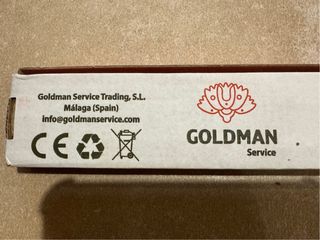 Goldman Service Trading, S.L.
Málaga (Spain)
info@goldmanservice.com
CE
GOLDMAN
Service